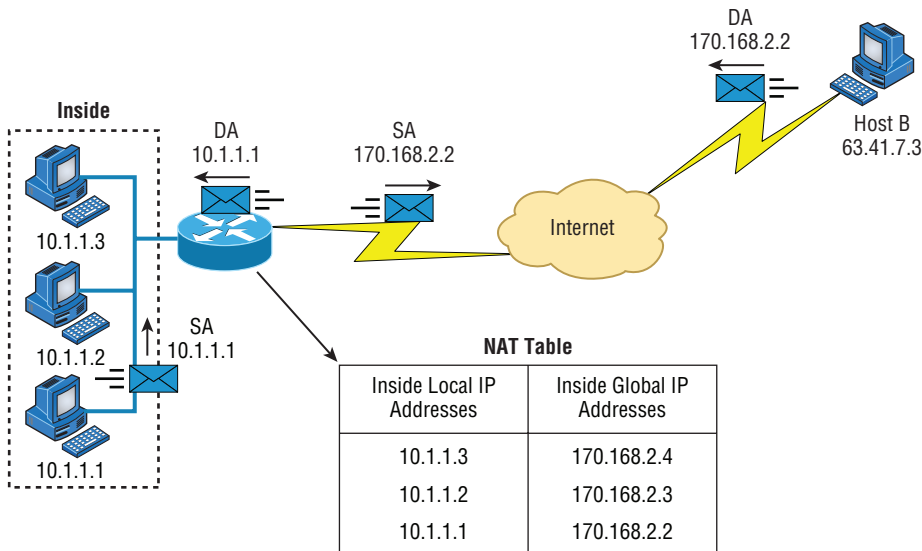 DA
170.168.2.2
Host B
63.41.7.3
Inside
DA
10.1.1.1
SA
170.168.2.2
Internet
10.1.1.3
10.1.1.2
SA
10.1.1.1
10.1.1.1
NAT Table
Inside Local IP
Addresses
Inside Global IP
Addresses
10.1.1.3 170.168.2.4
10.1.1.2 170.168.2.3
10.1.1.1 170.168.2.2